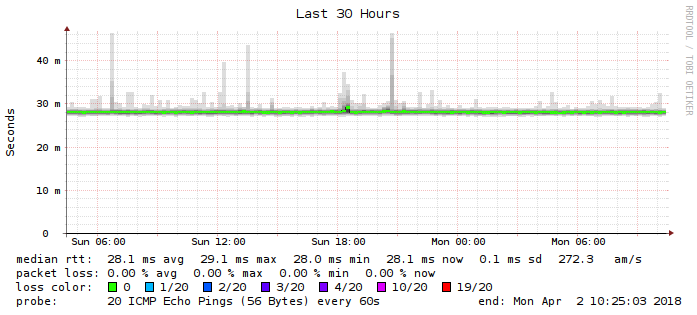 Last 30 Hours
RRDTOOL / TOBI OETIKER
Seconds
40 m
30 m
20 m
10 m
0
Sun 06:00 Sun 12:00 Sun 18:00 Mon 00:00 Mon 06:00
median rtt: 28.1 ms avg 29.1 ms max 28.0 ms min 28.1 ms now 0.1 ms sd 272.3 am/s
packet loss: 0.00 % avg 0.00 % max 0.00 % min 0.00 % now
loss color: 0 1/20 2/20 3/20 4/20 10/20 19/20
probe: 20 ICMP Echo Pings (56 Bytes) every 60s end: Mon Apr 2 10:25:03 2018